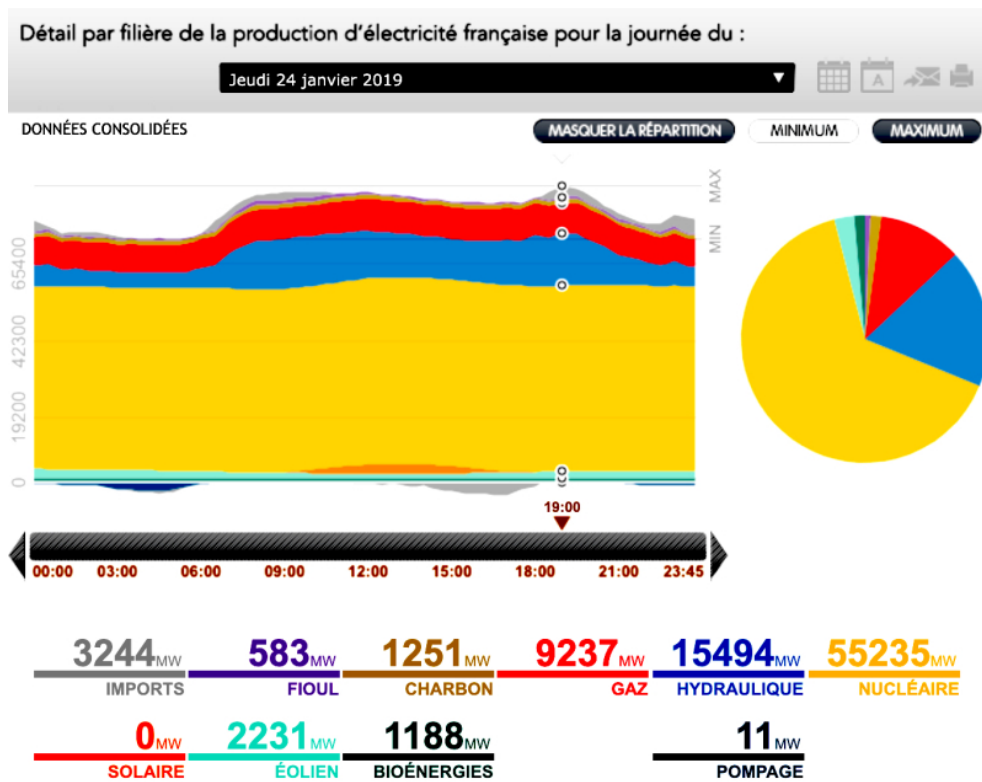 Détail par filière de la production d'électricité française pour la journée du :
Jeudi 24 janvier 2019
A
DONNÉES CONSOLIDÉES
MASQUER LA RÉPARTITION
MINIMUM
MAXIMUM
MAX
MIN
65400
42300
19200
0
19:00
00:00 03:00 06:00 09:00 12:00 15:00 18:00 21:00 23:45
3244MW 583MW 1251MW 9237MW 15494MW 55235MW
IMPORTS FIOUL CHARBON GAZ HYDRAULIQUE NUCLÉAIRE
0MW 2231MW 1188MW 11MW
SOLAIRE ÉOLIEN BIOÉNERGIES POMPAGE